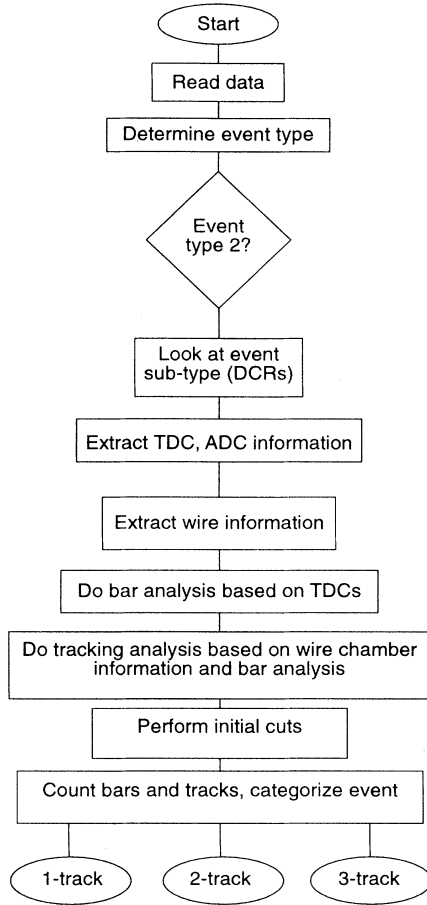 Start
Read data
Determine event type
Event
type 2?
Look at event
sub-type (DCRs)
Extract TDC, ADC information
Extract wire information
Do bar analysis based on TDCs
Do tracking analysis based on wire chamber
information and bar analysis
Perform initial cuts
Count bars and tracks, categorize event
1-track
2-track
3-track